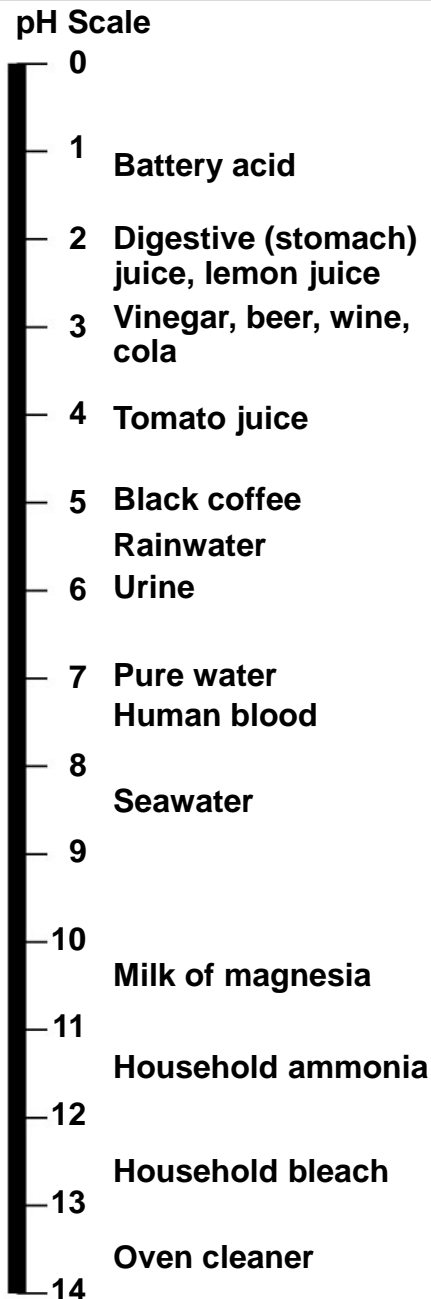 pH Scale
0
1
Battery acid
2 Digestive (stomach)
juice, lemon juice
3 Vinegar, beer, wine,
cola
4 Tomato juice
5 Black coffee
Rainwater
6 Urine
7 Pure water
Human blood
8
Seawater
9
10
Milk of magnesia
11
Household ammonia
12
Household bleach
13
Oven cleaner
14